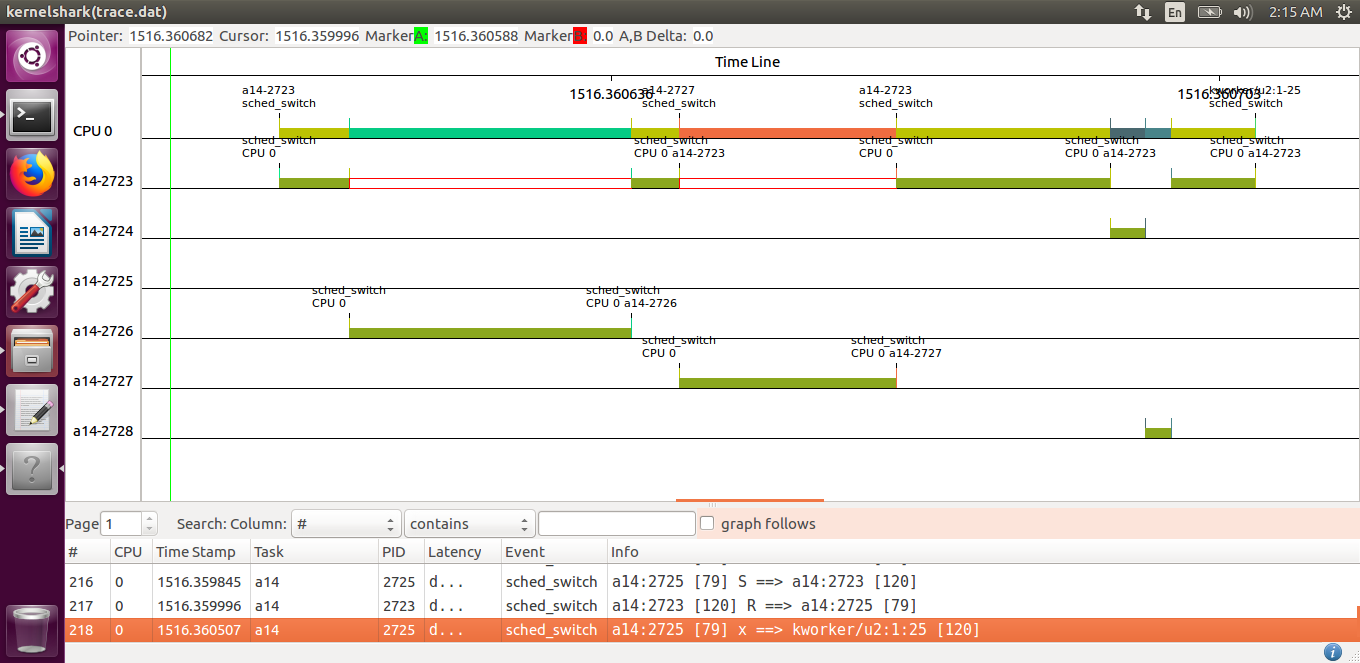 kernelshark(trace.dat)
En
2:15 AM
Pointer: 1516.360682 Cursor: 1516.359996 Marker A: 1516.360588 Marker B: 0.0 A,B Delta: 0.0
Time Line
1516.360636
1516.360703
a14-2723
sched_switch
a14-2727
sched_switch
a14-2723
sched_switch
kworker/u2:1-25
sched_switch
CPU 0
sched_switch
CPU 0
sched_switch
CPU 0 a14-2723
sched_switch
CPU 0
sched_switch
CPU 0 a14-2723
sched_switch
CPU 0 a14-2723
a14-2723
a14-2724
a14-2725
sched_switch
CPU 0
sched_switch
CPU 0 a14-2726
a14-2726
sched_switch
CPU 0
sched_switch
CPU 0 a14-2727
a14-2727
a14-2728
Page 1 Search: Column: # contains graph follows
# CPU Time Stamp Task PID Latency Event Info
216 0 1516.359845 a14 2725 d... sched_switch a14:2725 [79] S ==> a14:2723 [120]
217 0 1516.359996 a14 2723 d... sched_switch a14:2723 [120] R ==> a14:2725 [79]
218 0 1516.360507 a14 2725 d... sched_switch a14:2725 [79] x ==> kworker/u2:1:25 [120]